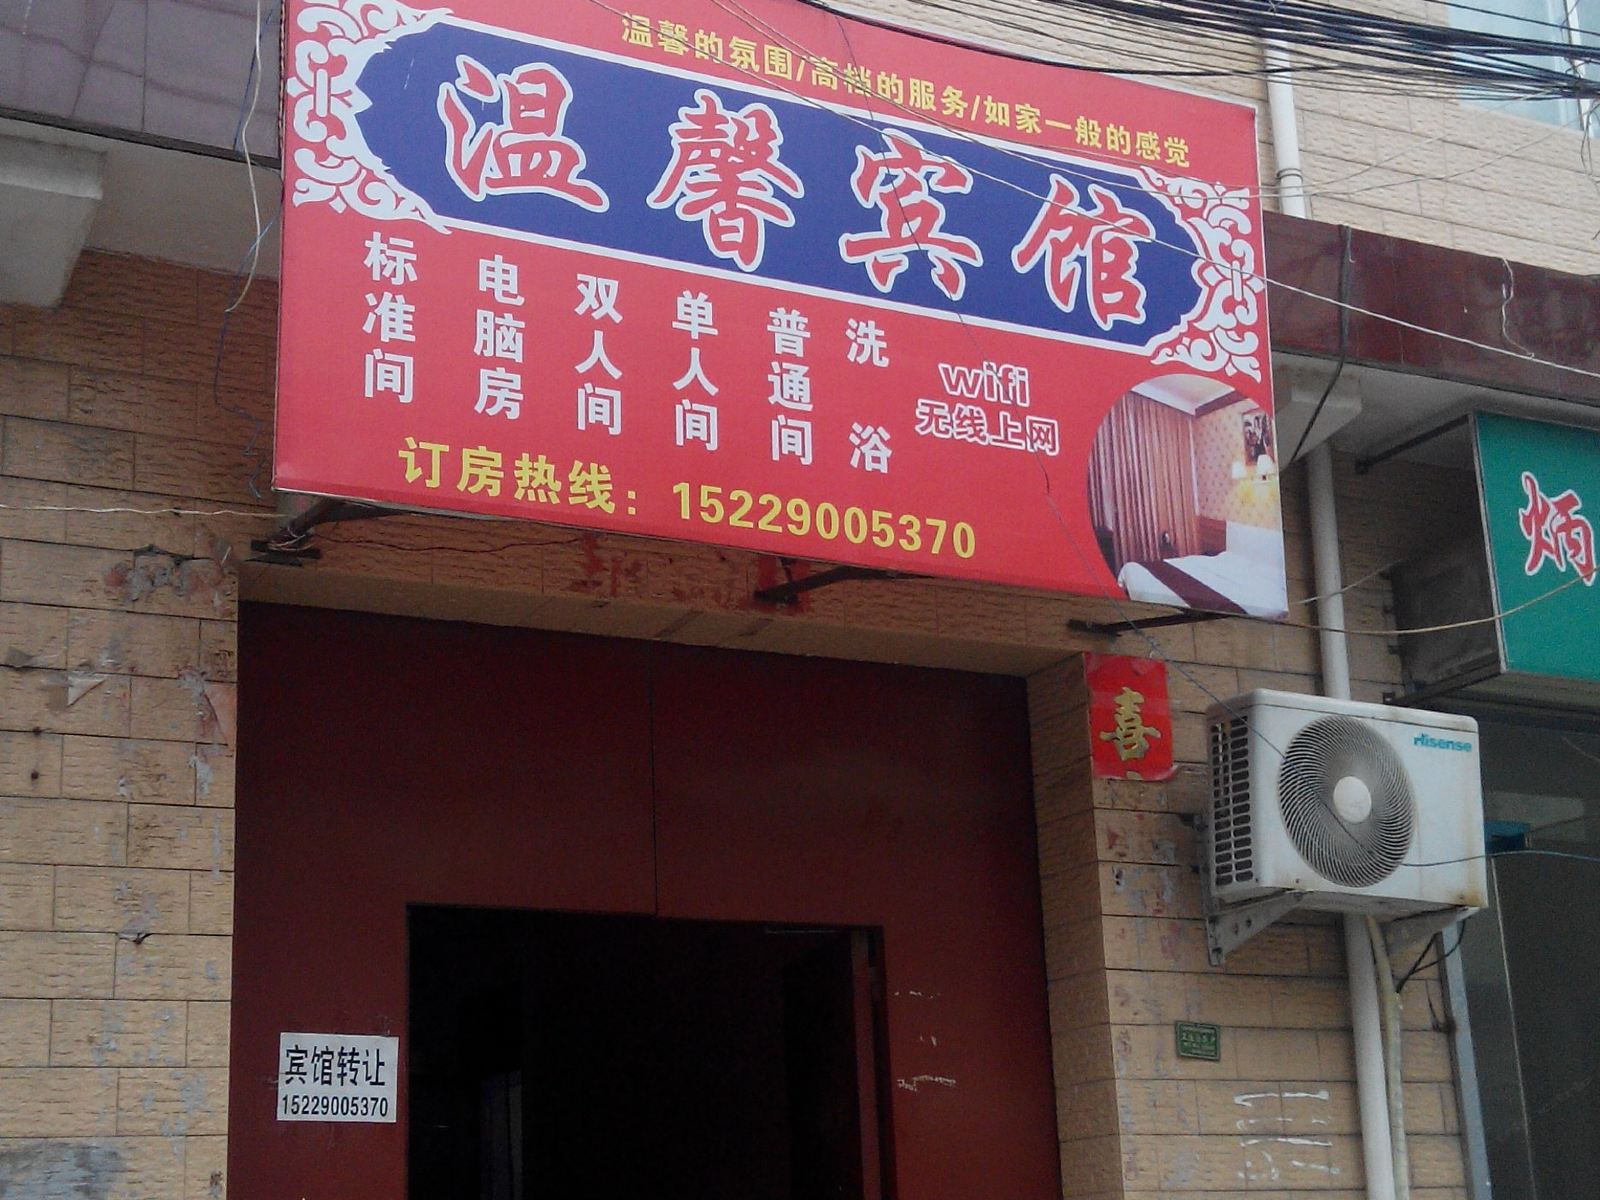 温馨的氛围/高档的服务/如家一般的感觉
温馨宾馆
标准间
电脑房
双人间
单人间
普通间
洗浴
wifi
无线上网
订房热线：15229005370
炳
喜
Hisense
宾馆转让
15229005370